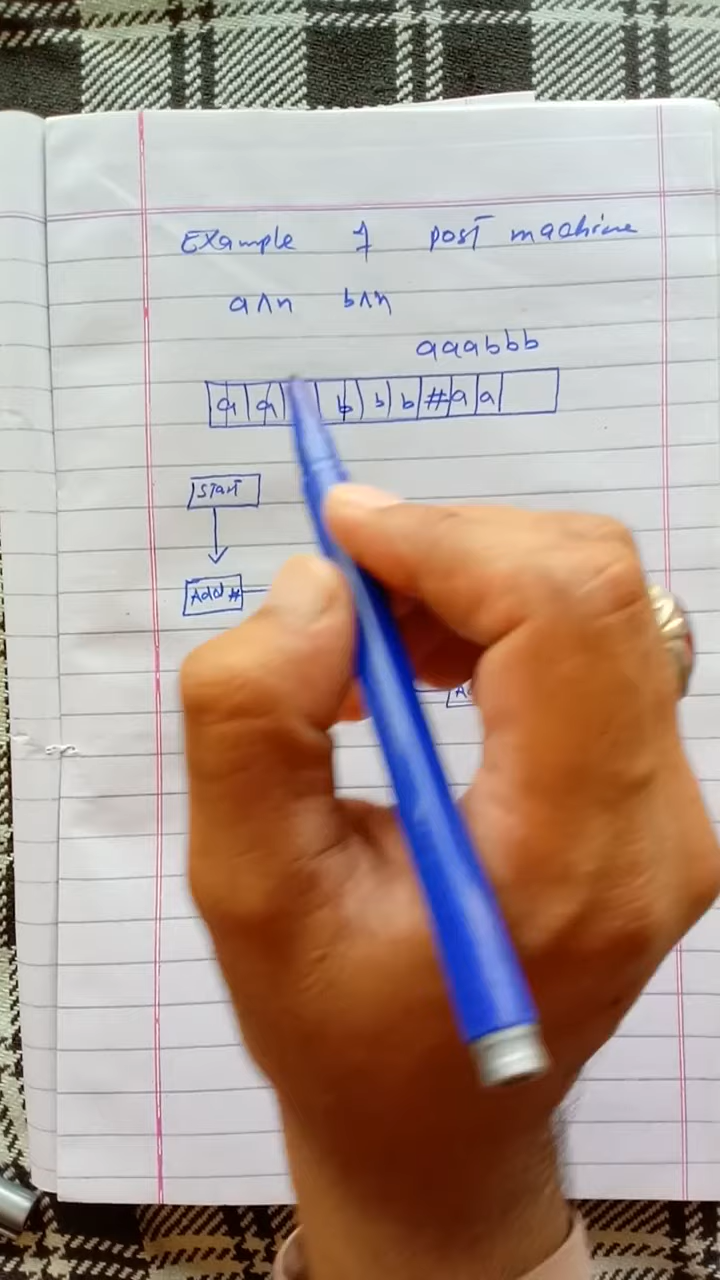 Example of post machine
a^n b^n
aaabbb
a a b b b # a a
Start
Add #